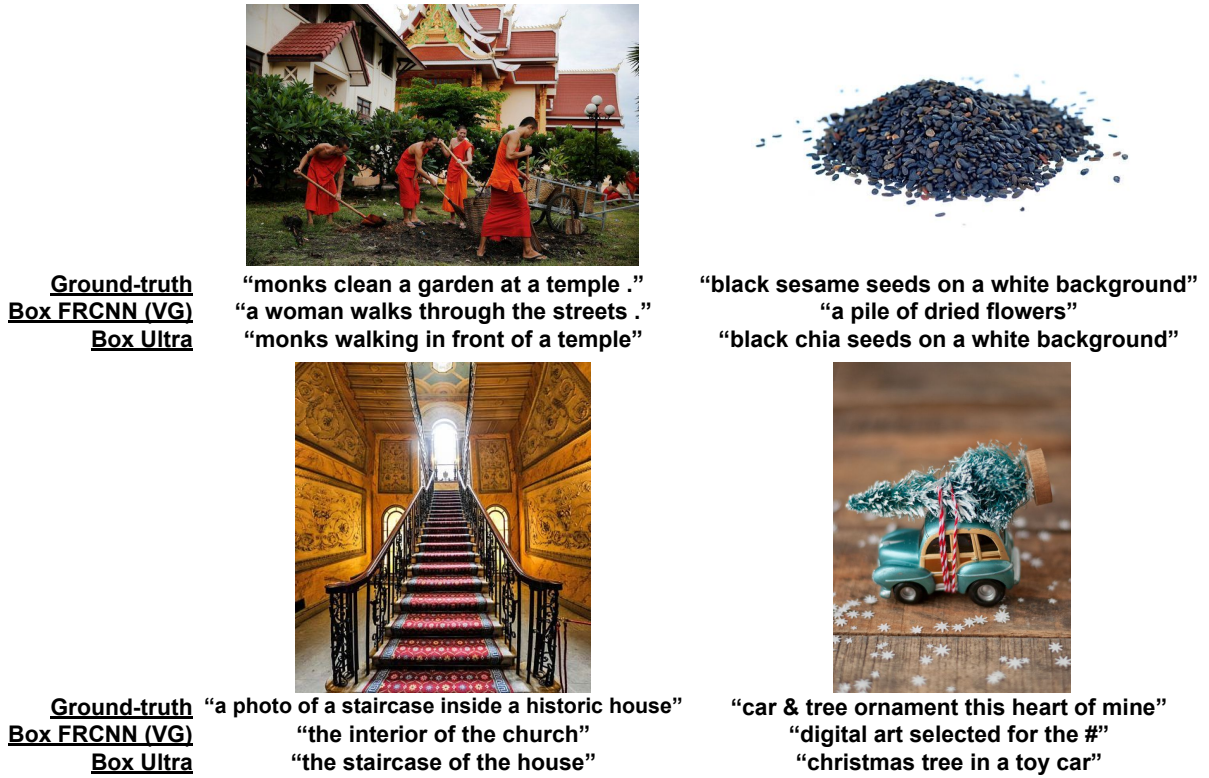 Ground-truth “monks clean a garden at a temple .” “black sesame seeds on a white background”
Box FRCNN (VG) “a woman walks through the streets .” “a pile of dried flowers”
Box Ultra “monks walking in front of a temple” “black chia seeds on a white background”
Ground-truth “a photo of a staircase inside a historic house” “car & tree ornament this heart of mine”
Box FRCNN (VG) “the interior of the church” “digital art selected for the #”
Box Ultra “the staircase of the house” “christmas tree in a toy car”